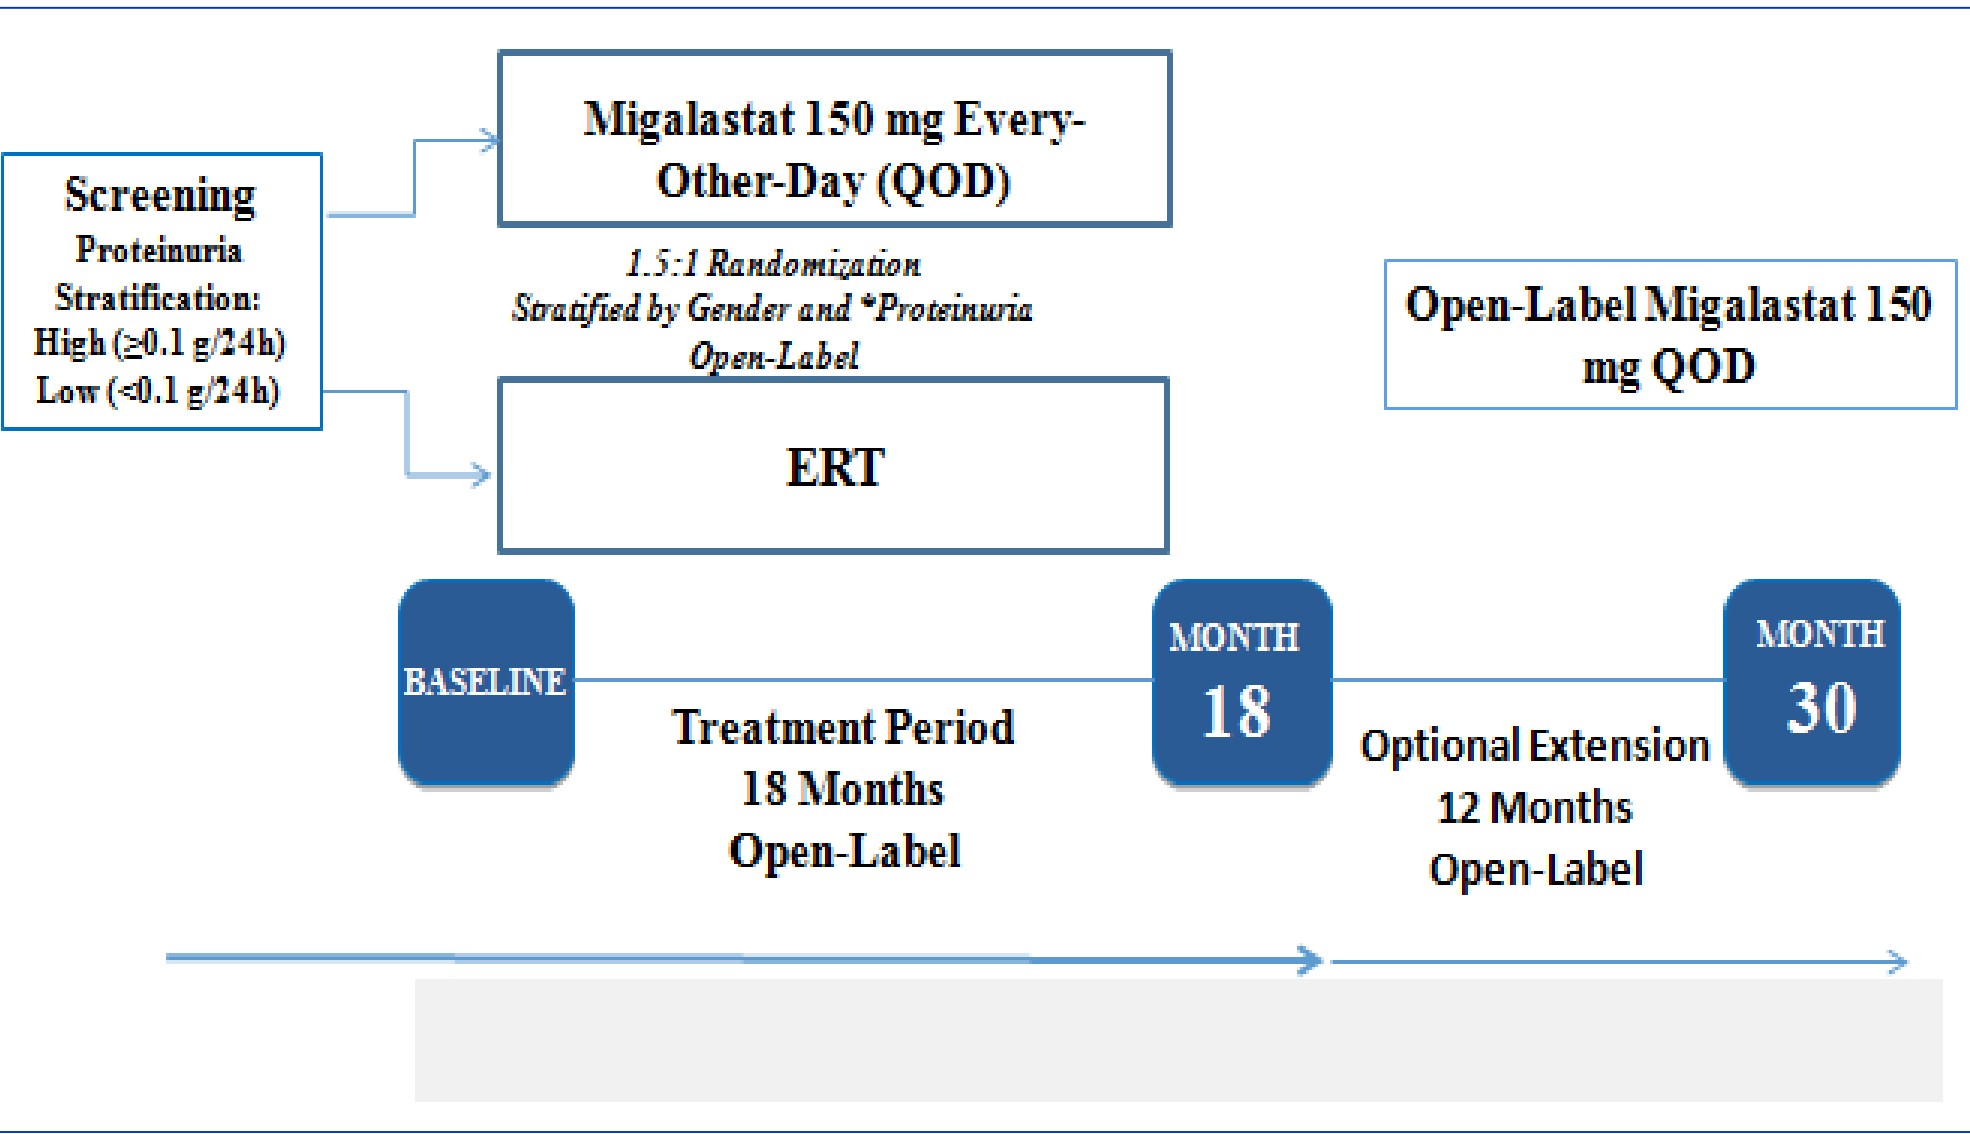 Screening
Proteinuria
Stratification:
High (≥0.1 g/24h)
Low (<0.1 g/24h)
Migalastat 150 mg Every-
Other-Day (QOD)
1.5:1 Randomization
Stratified by Gender and *Proteinuria
Open-Label
ERT
Open-Label Migalastat 150
mg QOD
BASELINE
Treatment Period
18 Months
Open-Label
MONTH
18
Optional Extension
12 Months
Open-Label
MONTH
30